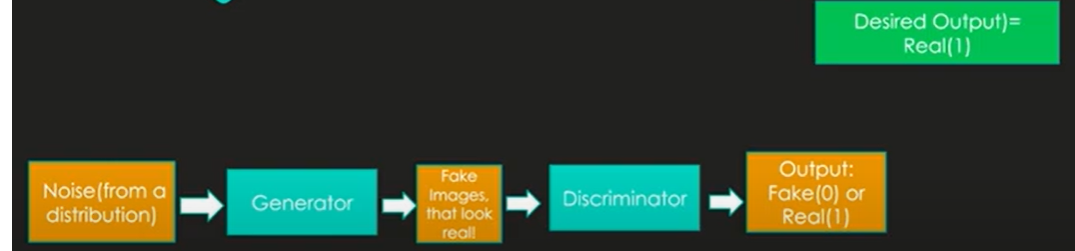 Desired Output)=
Real(1)
Noise(from a
distribution)
Generator
Fake
Images,
that look
real!
Discriminator
Output:
Fake(0) or
Real(1)